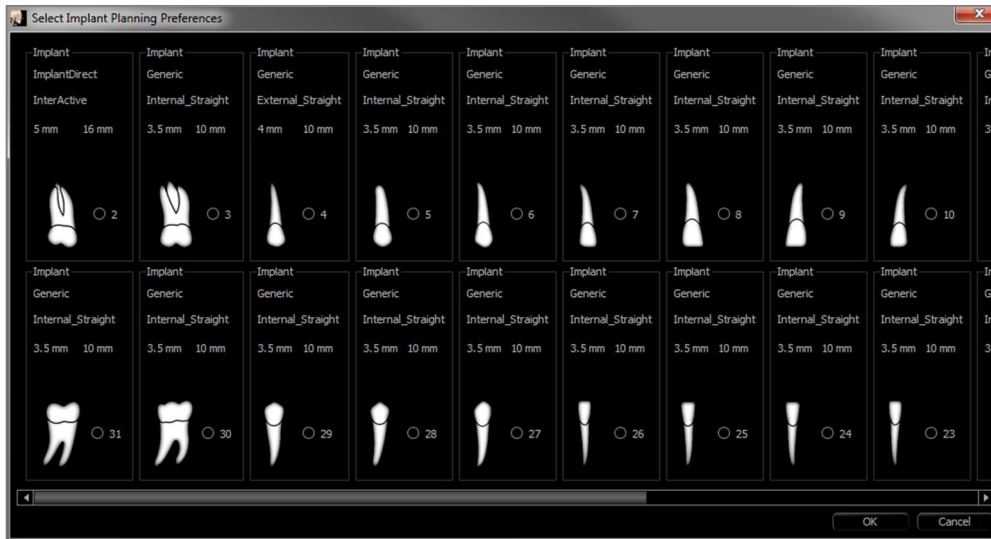 Select Implant Planning Preferences
Implant Implant Implant Implant Implant Implant Implant Implant Implant
ImplantDirect Generic Generic Generic Generic Generic Generic Generic Generic
InterActive Internal_Straight External_Straight Internal_Straight Internal_Straight Internal_Straight Internal_Straight Internal_Straight Internal_Straight
5 mm 16 mm 3.5 mm 10 mm 4 mm 10 mm 3.5 mm 10 mm 3.5 mm 10 mm 3.5 mm 10 mm 3.5 mm 10 mm 3.5 mm 10 mm 3.5 mm 10 mm
2 3 4 5 6 7 8 9 10
Implant Implant Implant Implant Implant Implant Implant Implant Implant
Generic Generic Generic Generic Generic Generic Generic Generic Generic
Internal_Straight Internal_Straight Internal_Straight Internal_Straight Internal_Straight Internal_Straight Internal_Straight Internal_Straight Internal_Straight
3.5 mm 10 mm 3.5 mm 10 mm 3.5 mm 10 mm 3.5 mm 10 mm 3.5 mm 10 mm 3.5 mm 10 mm 3.5 mm 10 mm 3.5 mm 10 mm 3.5 mm 10 mm
31 30 29 28 27 26 25 24 23
OK Cancel